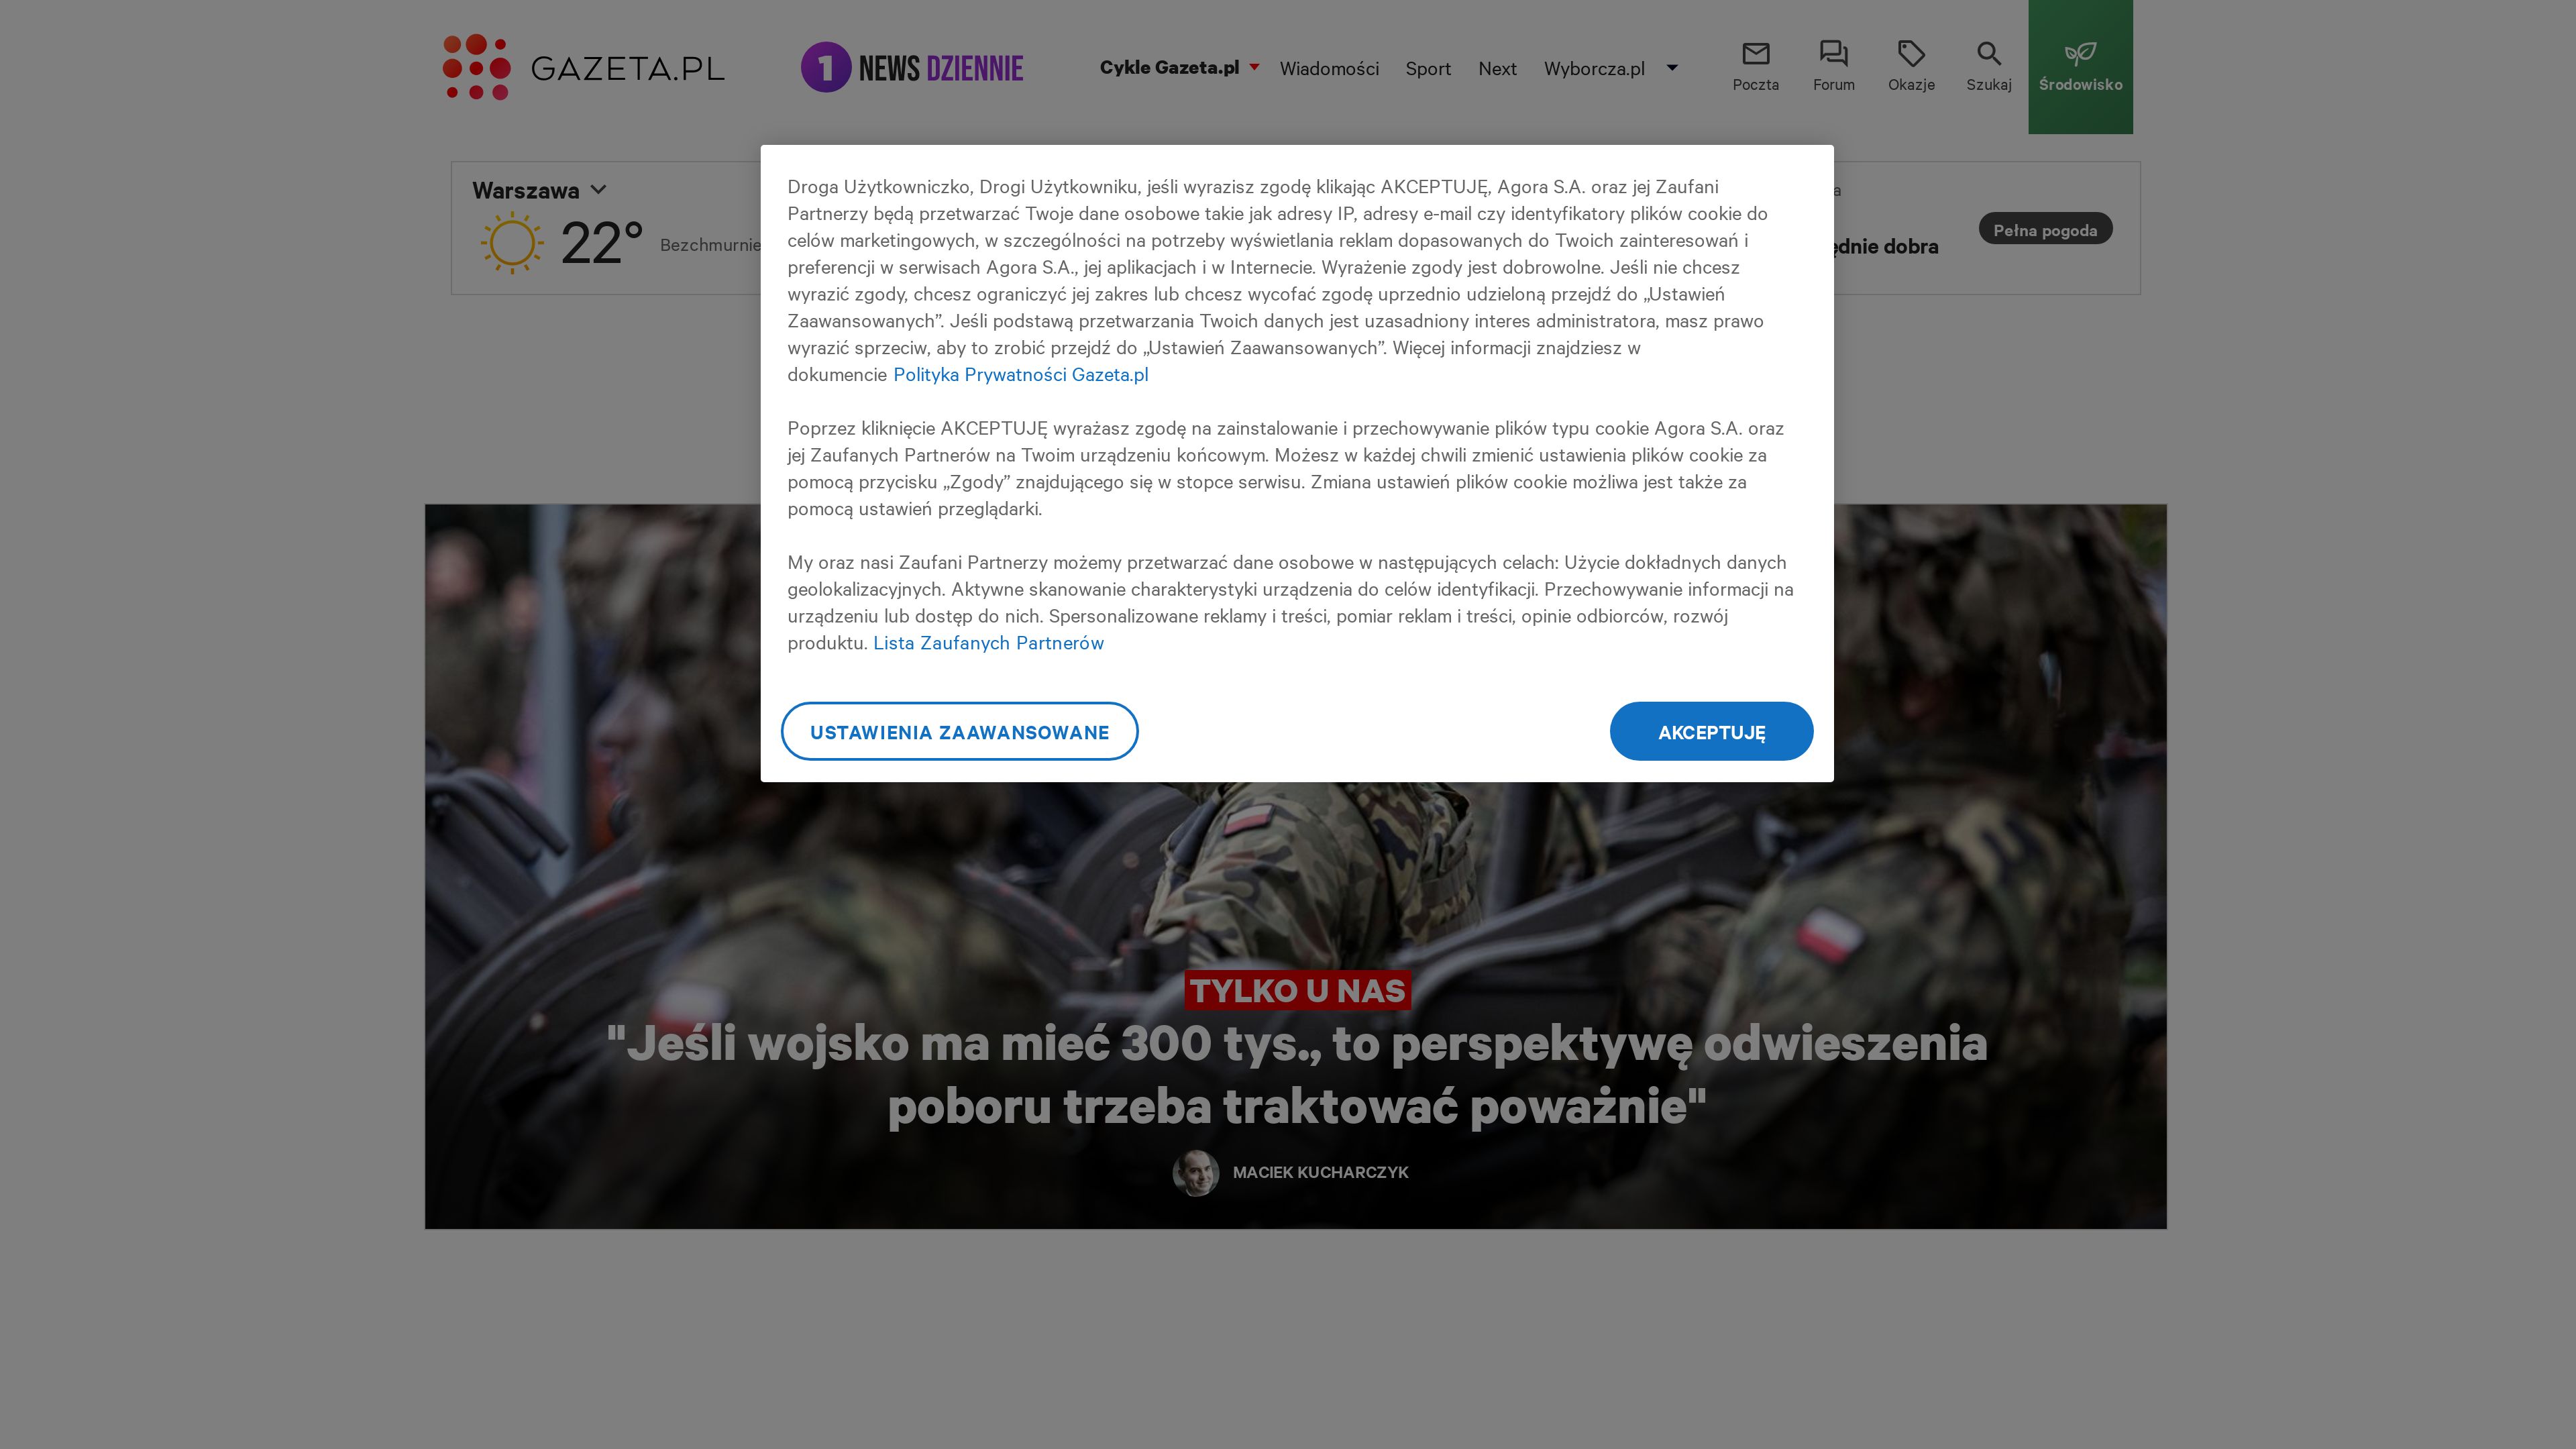 GAZETA.PL
1 NEWS DZIENNIE
Cykle Gazeta.pl
Wiadomości
Sport
Next
Wyborcza.pl
Poczta
Forum
Okazje
Szukaj
Środowisko
Warszawa
22°
Bezchmurnie
ednie dobra
Pełna pogoda
Droga Użytkowniczko, Drogi Użytkowniku, jeśli wyrazisz zgodę klikając AKCEPTUJĘ, Agora S.A. oraz jej Zaufani
Partnerzy będą przetwarzać Twoje dane osobowe takie jak adresy IP, adresy e-mail czy identyfikatory plików cookie do
celów marketingowych, w szczególności na potrzeby wyświetlania reklam dopasowanych do Twoich zainteresowań i
preferencji w serwisach Agora S.A., jej aplikacjach i w Internecie. Wyrażenie zgody jest dobrowolne. Jeśli nie chcesz
wyrazić zgody, chcesz ograniczyć jej zakres lub chcesz wycofać zgodę uprzednio udzieloną przejdź do „Ustawień
Zaawansowanych”. Jeśli podstawą przetwarzania Twoich danych jest uzasadniony interes administratora, masz prawo
wyrazić sprzeciw, aby to zrobić przejdź do „Ustawień Zaawansowanych”. Więcej informacji znajdziesz w
dokumencie Polityka Prywatności Gazeta.pl
Poprzez kliknięcie AKCEPTUJĘ wyrażasz zgodę na zainstalowanie i przechowywanie plików typu cookie Agora S.A. oraz
jej Zaufanych Partnerów na Twoim urządzeniu końcowym. Możesz w każdej chwili zmienić ustawienia plików cookie za
pomocą przycisku „Zgody” znajdującego się w stopce serwisu. Zmiana ustawień plików cookie możliwa jest także za
pomocą ustawień przeglądarki.
My oraz nasi Zaufani Partnerzy możemy przetwarzać dane osobowe w następujących celach: Użycie dokładnych danych
geolokalizacyjnych. Aktywne skanowanie charakterystyki urządzenia do celów identyfikacji. Przechowywanie informacji na
urządzeniu lub dostęp do nich. Spersonalizowane reklamy i treści, pomiar reklam i treści, opinie odbiorców, rozwój
produktu. Lista Zaufanych Partnerów
USTAWIENIA ZAAWANSOWANE
AKCEPTUJĘ
TYLKO U NAS
"Jeśli wojsko ma mieć 300 tys., to perspektywę odwieszenia
poboru trzeba traktować poważnie"
MACIEK KUCHARCZYK